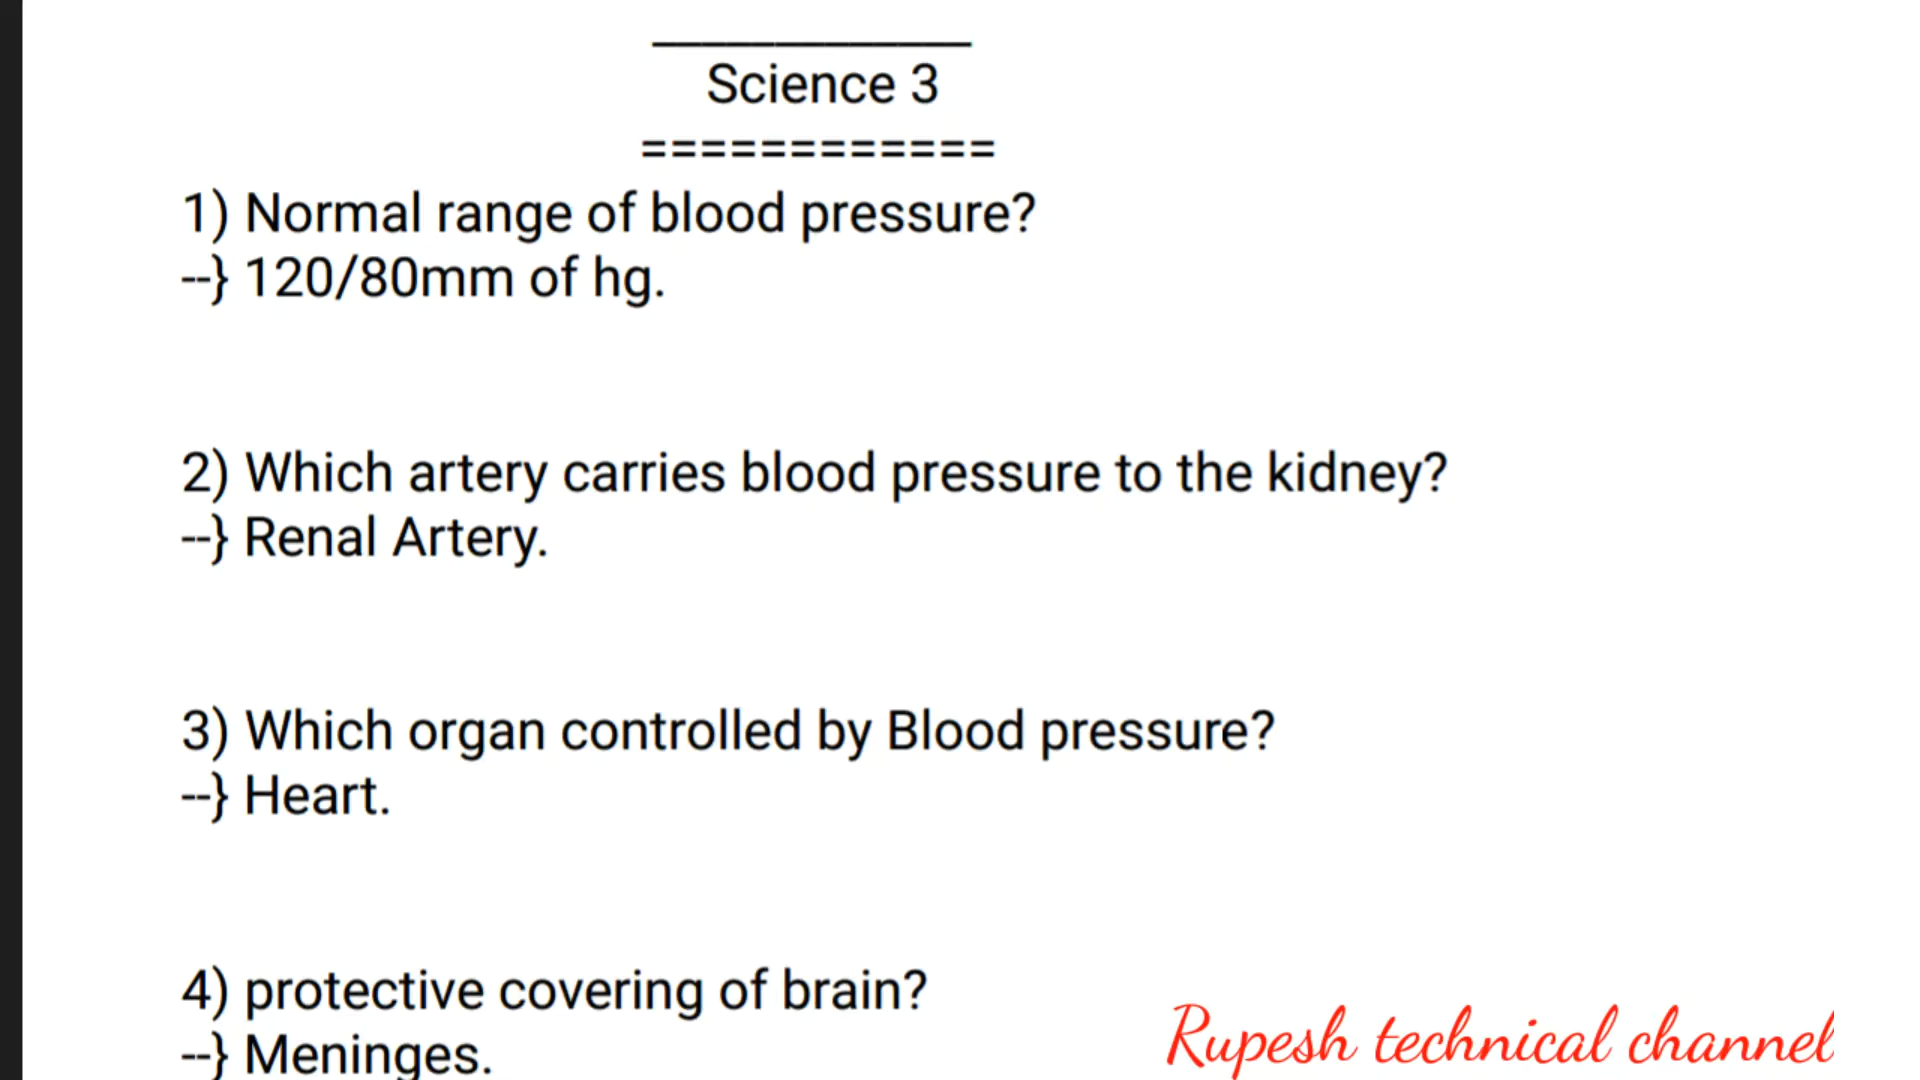 Science 3
============
1) Normal range of blood pressure?
--} 120/80mm of hg.
2) Which artery carries blood pressure to the kidney?
--} Renal Artery.
3) Which organ controlled by Blood pressure?
--} Heart.
4) protective covering of brain?
--} Meninges.
Rupesh technical channel